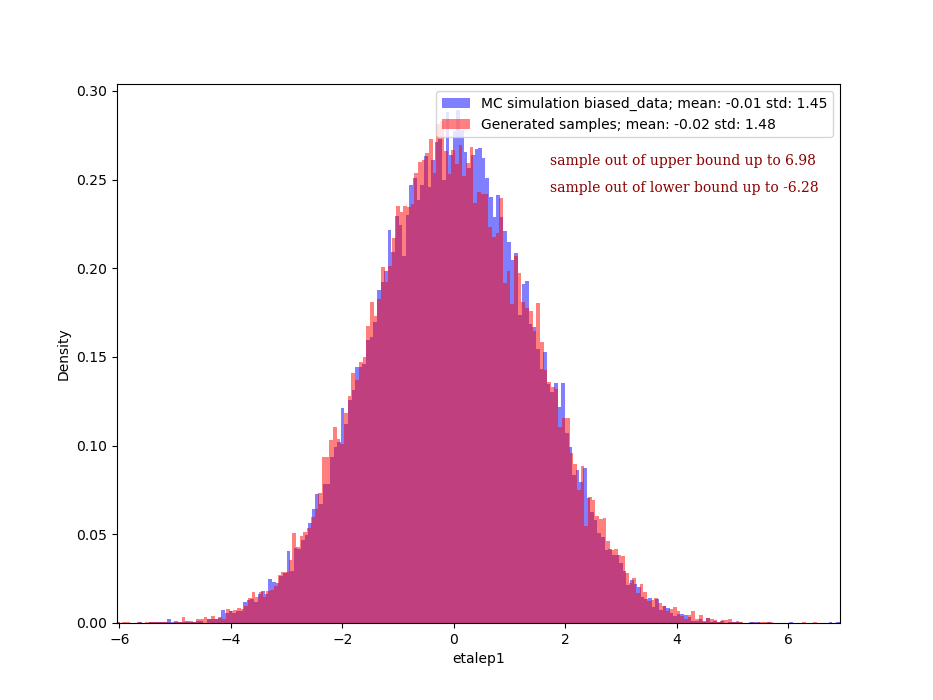 MC simulation biased_data; mean: -0.01 std: 1.45
Generated samples; mean: -0.02 std: 1.48
sample out of upper bound up to 6.98
sample out of lower bound up to -6.28
0.30
0.25
0.20
0.15
0.10
0.05
0.00
Density
−6 −4 −2 0 2 4 6
etalep1